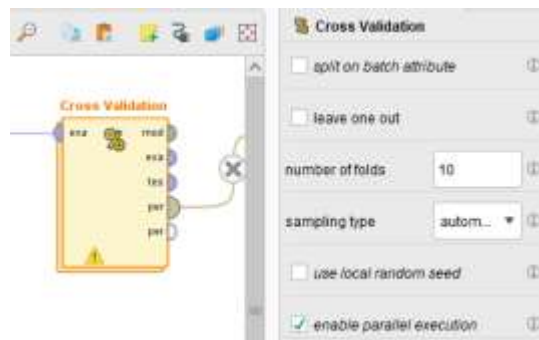 Cross Validation
exa
mod
exa
tes
per
per
Cross Validation
split on batch attribute
leave one out
number of folds
10
sampling type
autom...
use local random seed
enable parallel execution